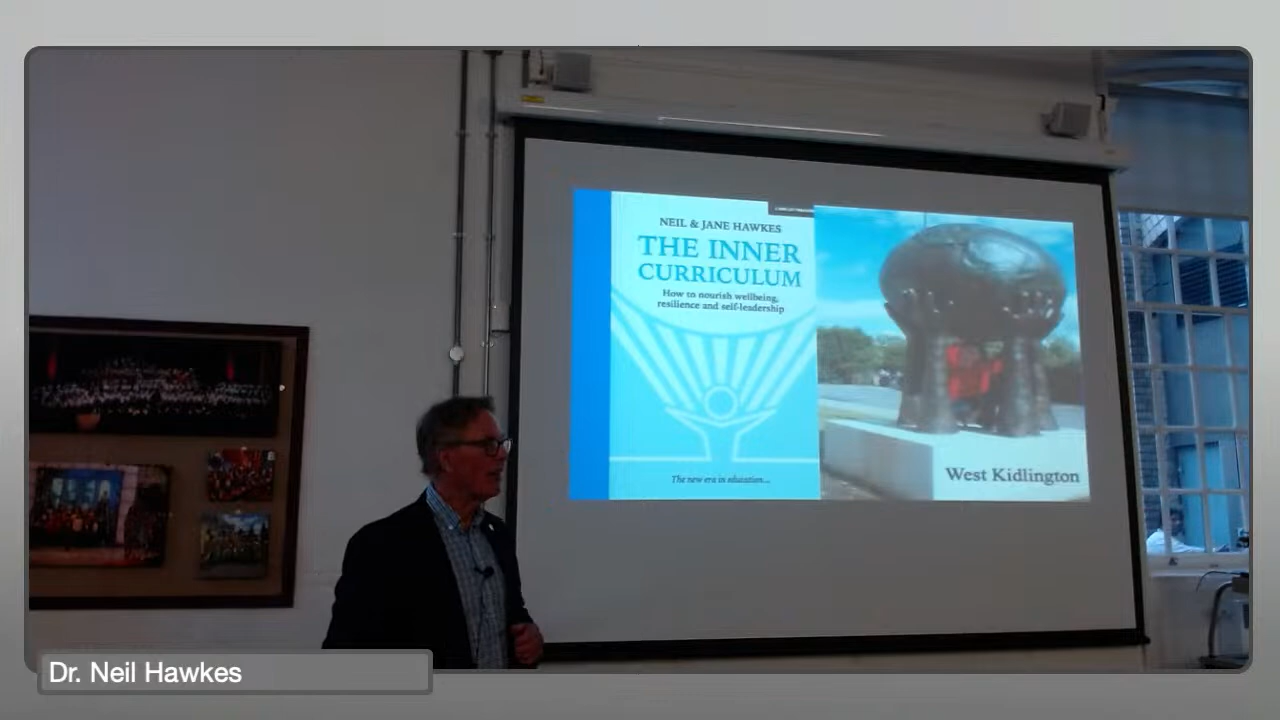 NEIL & JANE HAWKES
THE INNER
CURRICULUM
How to nourish wellbeing,
resilience and self-leadership
The new era in education...
West Kidlington
Dr. Neil Hawkes